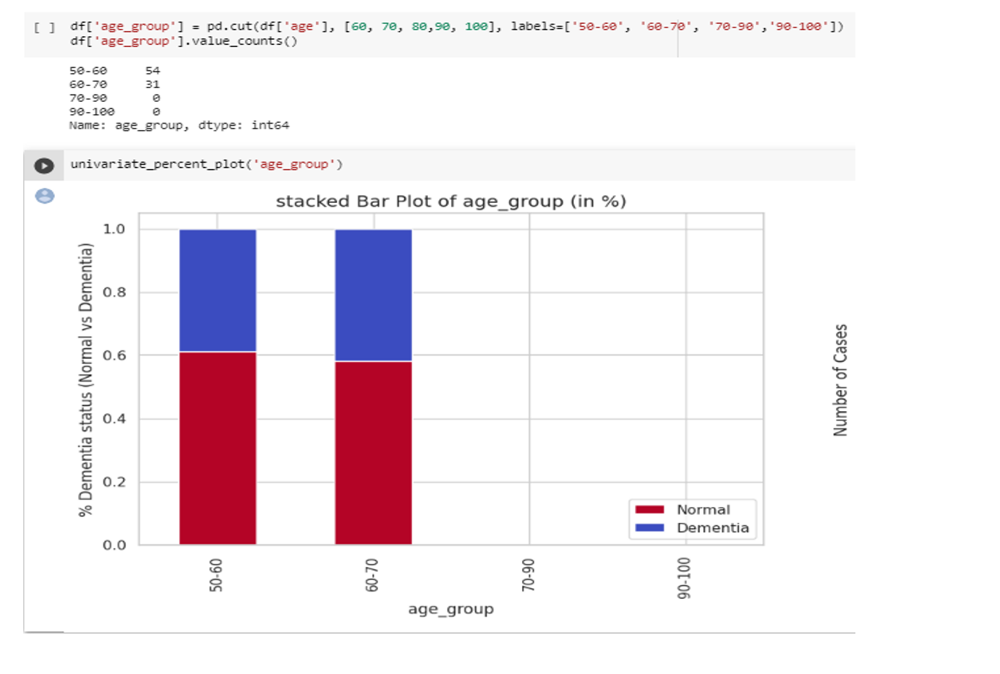 [ ] df['age_group'] = pd.cut(df['age'], [60, 70, 80,90, 100], labels=['50-60', '60-70', '70-90','90-100'])
df['age_group'].value_counts()
50-60 54
60-70 31
70-90 0
90-100 0
Name: age_group, dtype: int64
univariate_percent_plot('age_group')
stacked Bar Plot of age_group (in %)
% Dementia status (Normal vs Dementia)
1.0
0.8
0.6
0.4
0.2
0.0
Normal
Dementia
50-60 60-70 70-90 90-100
age_group
Number of Cases